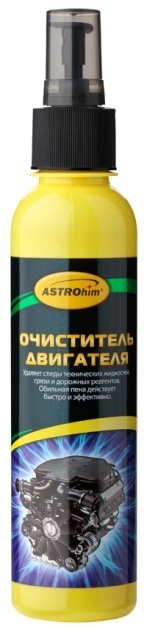 ASTROhim®
ОЧИСТИТЕЛЬ
ДВИГАТЕЛЯ
Удаляет следы технических жидкостей,
грязи и дорожных реагентов.
Обильная пена действует
быстро и эффективно.